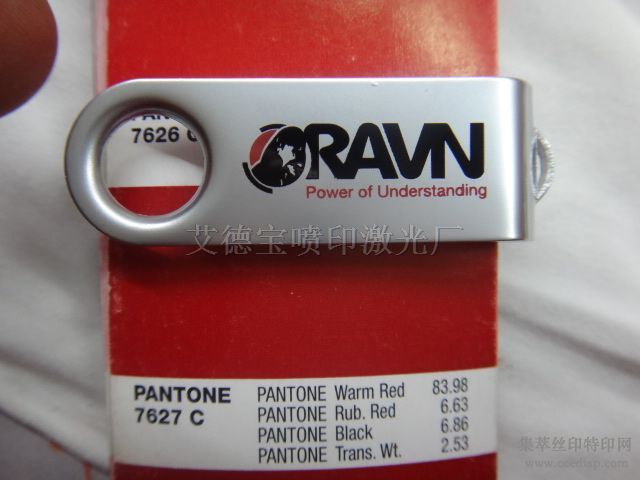 7626 C
RAVN
Power of Understanding
艾德宝喷印激光厂
PANTONE
7627 C
PANTONE Warm Red 83.98
PANTONE Rub. Red 6.63
PANTONE Black 6.86
PANTONE Trans. Wt. 2.53
集萃丝印特印网
www.ccedisp.com